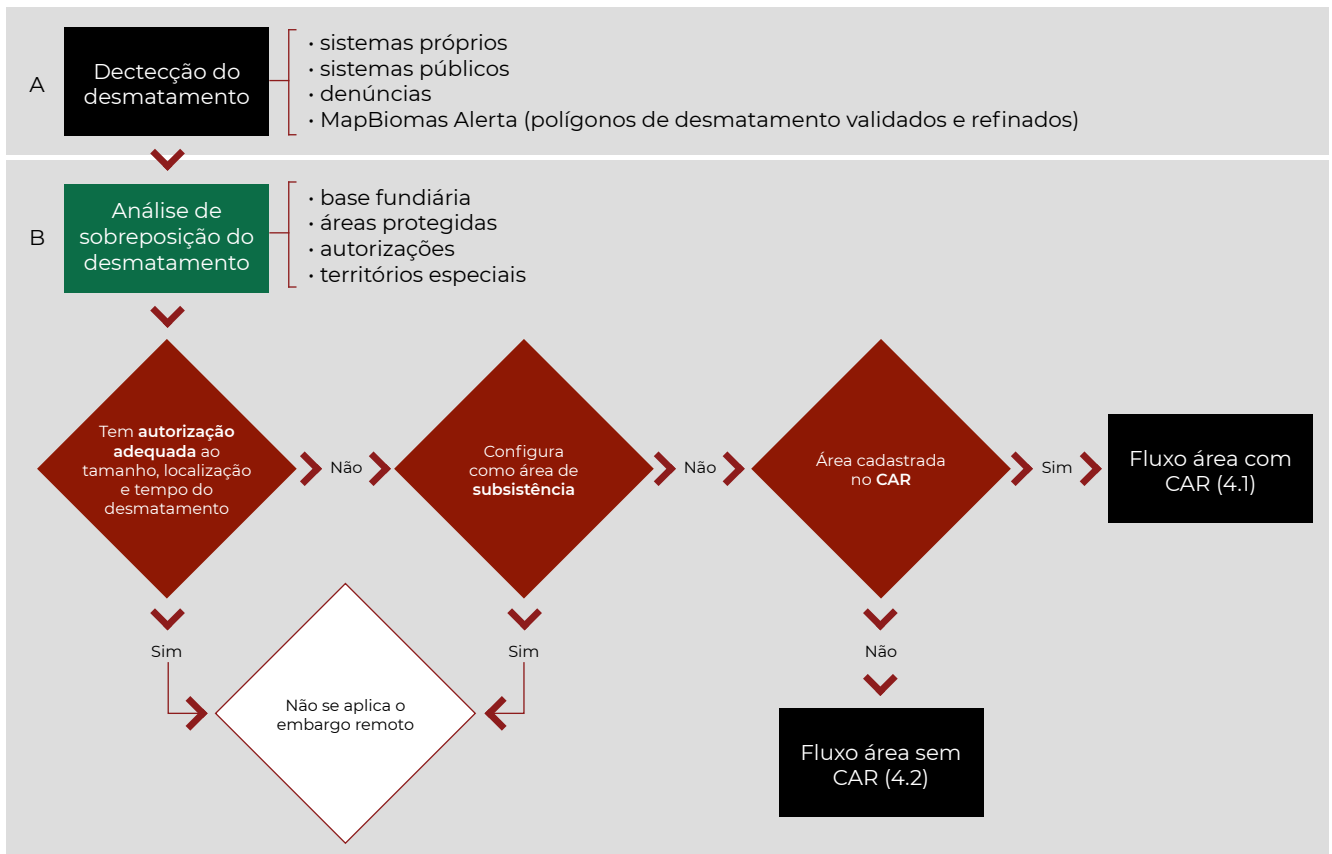 A
Dectecção do
desmatamento
· sistemas próprios
· sistemas públicos
· denúncias
· MapBiomas Alerta (polígonos de desmatamento validados e refinados)
B
Análise de
sobreposição do
desmatamento
· base fundiária
· áreas protegidas
· autorizações
· territórios especiais
Tem autorização
adequada ao
tamanho, localização
e tempo do
desmatamento
Não
Configura
como área de
subsistência
Não
Área cadastrada
no CAR
Sim
Fluxo área com
CAR (4.1)
Sim
Sim
Não
Não se aplica o
embargo remoto
Fluxo área sem
CAR (4.2)